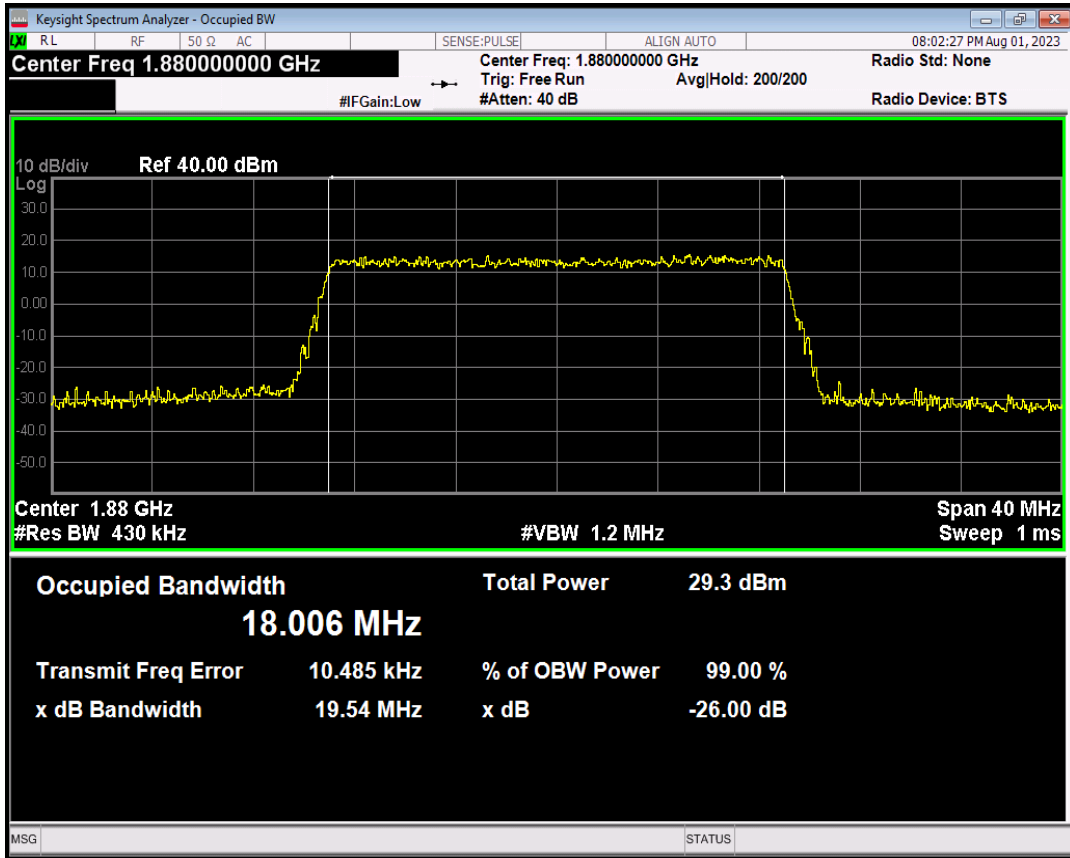 Keysight Spectrum Analyzer - Occupied BW
LXI RL RF 50 Ω AC SENSE:PULSE ALIGN AUTO 08:02:27 PM Aug 01, 2023
Center Freq 1.880000000 GHz Center Freq: 1.880000000 GHz Radio Std: None
Trig: Free Run Avg|Hold: 200/200
#IFGain:Low #Atten: 40 dB Radio Device: BTS
10 dB/div Ref 40.00 dBm
Log
30.0
20.0
10.0
0.00
-10.0
-20.0
-30.0
-40.0
-50.0
Center 1.88 GHz Span 40 MHz
#Res BW 430 kHz #VBW 1.2 MHz Sweep 1 ms
Occupied Bandwidth Total Power 29.3 dBm
18.006 MHz
Transmit Freq Error 10.485 kHz % of OBW Power 99.00 %
x dB Bandwidth 19.54 MHz x dB -26.00 dB
MSG STATUS